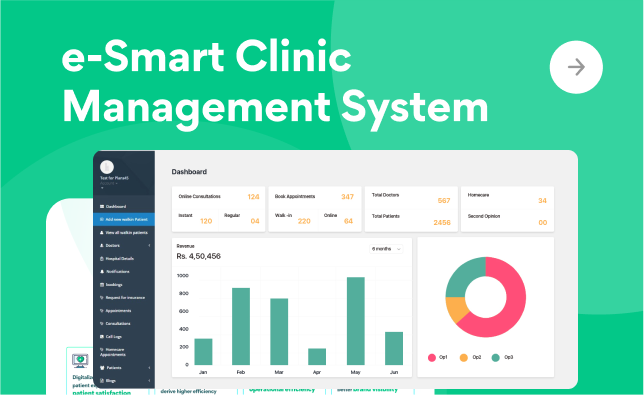 e-Smart Clinic
Management System
Test for Plans45
Dashboard
Dashboard
Add new walkin Patient
View all walkin patients
Doctors
Hospital Details
Notifications
Bookings
Request for insurance
Appointments
Consultations
Call Logs
Homecare
Appointments
Patients
Blogs
Online Consultations 124
Instant 120 Regular 04
Book Appointments 347
Walk -in 220 Online 64
Total Doctors 567
Total Patients 2456
Homecare 34
Second Opinion 00
Revenue
Rs. 4,50,456
6 months
1000
800
600
400
200
0
Jan Feb Mar Apr May Jun
Op1 Op2 Op3
patient satisfaction
derive higher efficiency
operational efficiency
better brand visibility